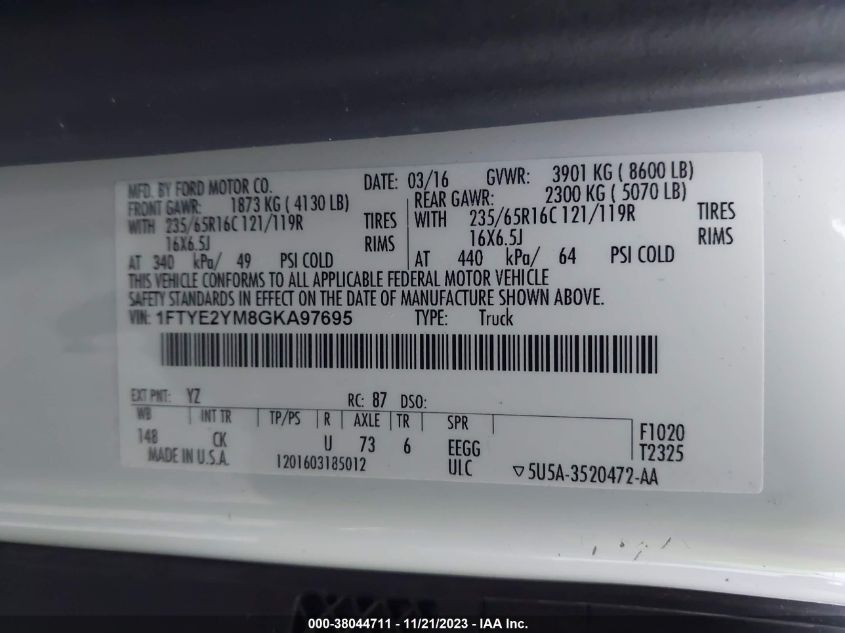 MFD. BY FORD MOTOR CO. DATE: 03/16 GVWR: 3901 KG ( 8600 LB)
FRONT GAWR: 1873 KG ( 4130 LB) REAR GAWR: 2300 KG ( 5070 LB)
WITH 235/65R16C 121/119R TIRES WITH 235/65R16C 121/119R TIRES
16X6.5J RIMS 16X6.5J RIMS
AT 340 kPa/ 49 PSI COLD AT 440 kPa/ 64 PSI COLD
THIS VEHICLE CONFORMS TO ALL APPLICABLE FEDERAL MOTOR VEHICLE
SAFETY STANDARDS IN EFFECT ON THE DATE OF MANUFACTURE SHOWN ABOVE.
VIN: 1FTYE2YM8GKA97695 TYPE: Truck
EXT PNT: YZ RC: 87 DSO:
WB INT TR TP/PS R AXLE TR SPR
148 CK U 73 6 EEGG F1020
MADE IN U.S.A. 1201603185012 ULC T2325
▽5U5A-3520472-AA
000-38044711 - 11/21/2023 - IAA Inc.